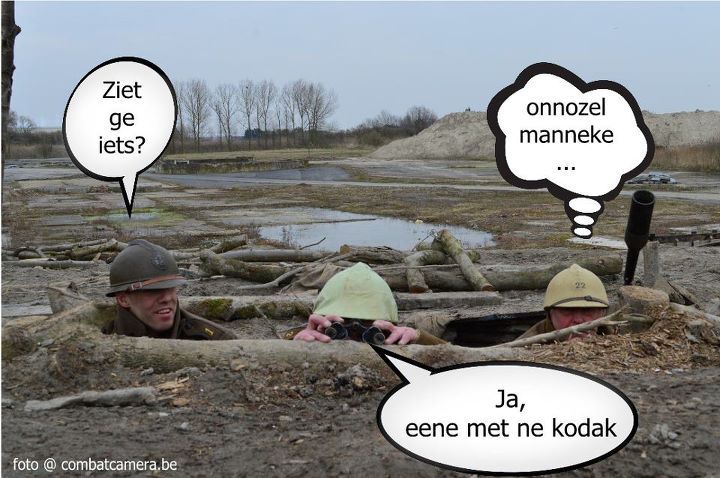 Ziet
ge
iets?
onnozel
manneke
...
22
Ja,
eene met ne kodak
foto @ combatcamera.be